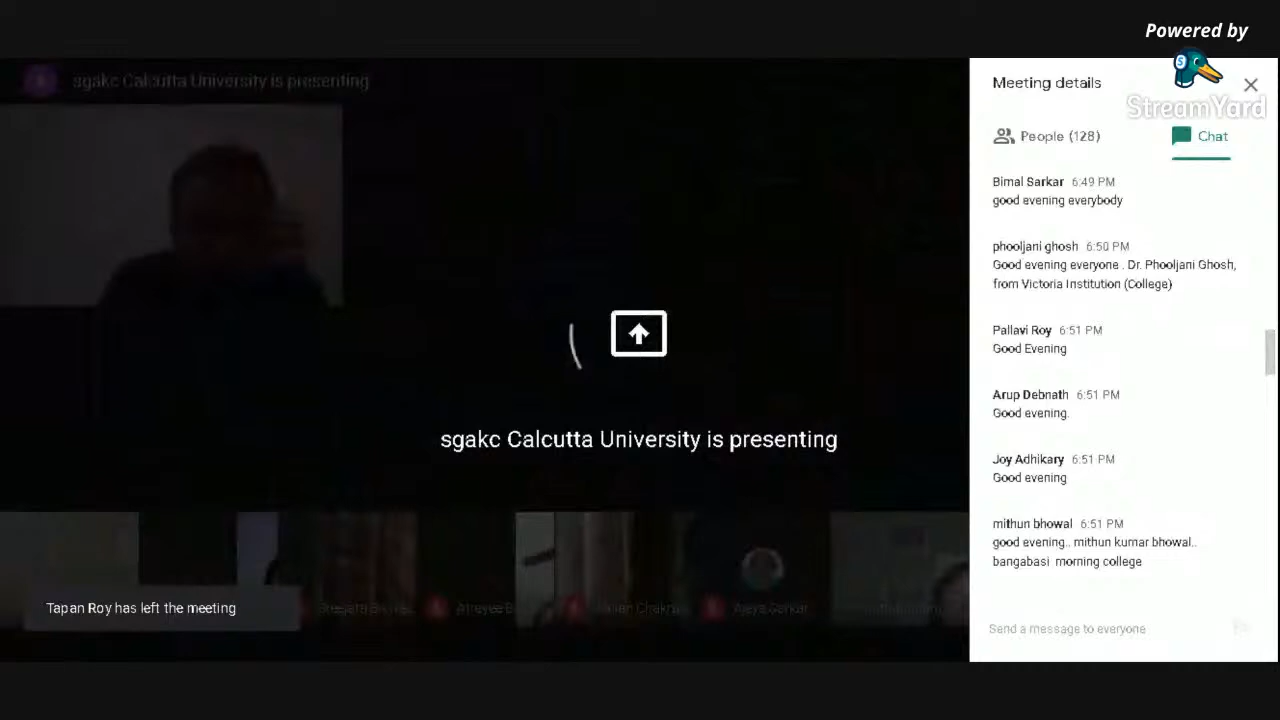 Powered by
StreamYard
sgakc Calcutta University is presenting
Meeting details
People (128)
Chat
Bimal Sarkar 6:49 PM
good evening everybody
phooljani ghosh 6:50 PM
Good evening everyone . Dr. Phooljani Ghosh,
from Victoria Institution (College)
Pallavi Roy 6:51 PM
Good Evening
Arup Debnath 6:51 PM
Good evening.
Joy Adhikary 6:51 PM
Good evening
mithun bhowal 6:51 PM
good evening.. mithun kumar bhowal..
bangabasi morning college
Send a message to everyone
sgakc Calcutta University is presenting
Tapan Roy has left the meeting
Ajeya Sarkar